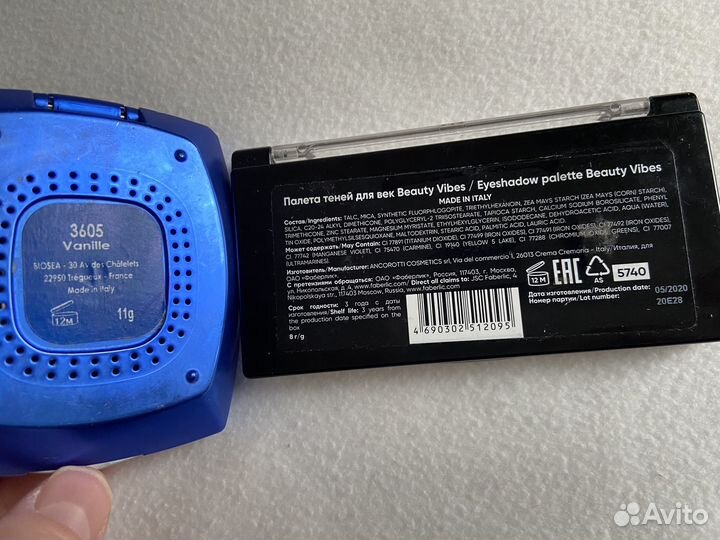 3605
Vanille
BIOSEA - 30 Av des Châtelets
22950 Trégueux - France
Made in Italy
12M
11g
Палета теней для век Beauty Vibes / Eyeshadow palette Beauty Vibes
MADE IN ITALY
Состав/Ingredients: TALC, MICA, SYNTHETIC FLUORPHLOGOPITE, TRIETHYLHEXANOIN, ZEA MAYS STARCH (ZEA MAYS (CORN) STARCH),
SILICA, C20-24 ALKYL DIMETHICONE, POLYGLYCERYL-2 TRIISOSTEARATE, TAPIOCA STARCH, CALCIUM SODIUM BOROSILICATE, PHENYL
TRIMETHICONE, ZINC STEARATE, MAGNESIUM MYRISTATE, ETHYLHEXYLGLYCERIN, ISODODECANE, DEHYDROACETIC ACID, AQUA (WATER),
TIN OXIDE, POLYMETHYLSILSESQUIOXANE, MALTODEXTRIN, STEARIC ACID, PALMITIC ACID, LAURIC ACID.
Может содержать/ May Contain: CI 77891 (TITANIUM DIOXIDE), CI 77491 (IRON OXIDES), CI 77499 (IRON OXIDES), CI 77492 (IRON OXIDES),
CI 77742 (MANGANESE VIOLET), CI 75470 (CARMINE), CI 19140 (YELLOW 5 LAKE), CI 77288 (CHROMIUM OXIDE GREENS), CI 77007
(ULTRAMARINES).
Изготовитель/ Manufacturer: ANCOROTTI COSMETICS srl, Via del commercio 1, 26013 Crema Cremona - Italy/Италия, для
АО «Фаберлик». С претензиями обращаться: АО «Фаберлик», Россия, 117403, г. Москва,
ул. Никопольская, д. 4, www.faberlic.com/ Direct all claims to: JSC Faberlic, 4
Nikopolskaya str., 117403 Moscow, Russia, www.faberlic.com
Срок годности: 3 года с даты
изготовления/Shelf life: 3 years from
the production date specified on the
box
8 г/g
4 690302 512095
12M
EAC
AS
5740
Дата изготовления/ Production date: 05/2020
Номер партии/ Lot number: 20E28
Avito